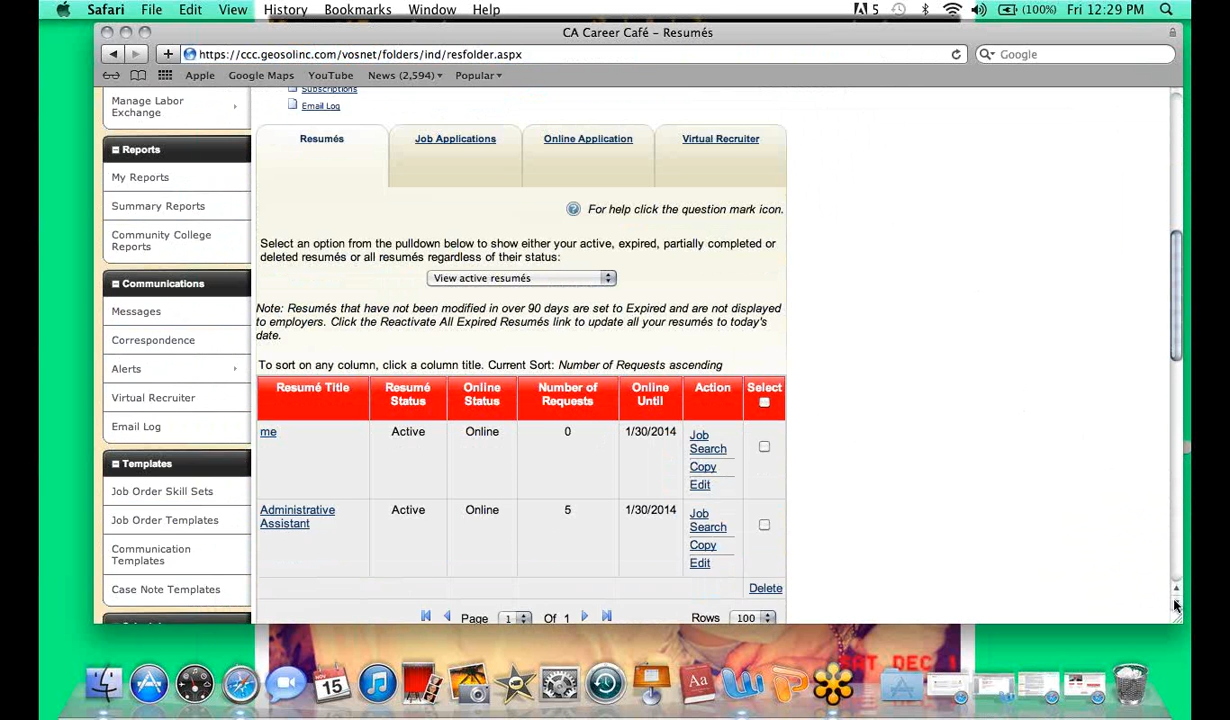 Safari File Edit View History Bookmarks Window Help 5 (100%) Fri 12:29 PM
CA Career Café – Resumés
https://ccc.geosolinc.com/vosnet/folders/ind/resfolder.aspx Google
Apple Google Maps YouTube News (2,594) Popular
Manage Labor
Exchange
Reports
My Reports
Summary Reports
Community College
Reports
Communications
Messages
Correspondence
Alerts
Virtual Recruiter
Email Log
Templates
Job Order Skill Sets
Job Order Templates
Communication
Templates
Case Note Templates
Subscriptions
Email Log
Resumés Job Applications Online Application Virtual Recruiter
For help click the question mark icon.
Select an option from the pulldown below to show either your active, expired, partially completed or
deleted resumés or all resumés regardless of their status:
View active resumés
Note: Resumés that have not been modified in over 90 days are set to Expired and are not displayed
to employers. Click the Reactivate All Expired Resumés link to update all your resumés to today's
date.
To sort on any column, click a column title. Current Sort: Number of Requests ascending
Resumé Title Resumé Status Online Status Number of Requests Online Until Action Select
me Active Online 0 1/30/2014 Job Search
Copy
Edit
Administrative Assistant Active Online 5 1/30/2014 Job Search
Copy
Edit
Delete
Page 1 Of 1 Rows 100
SAT DEC 1
NOV
15
Aa